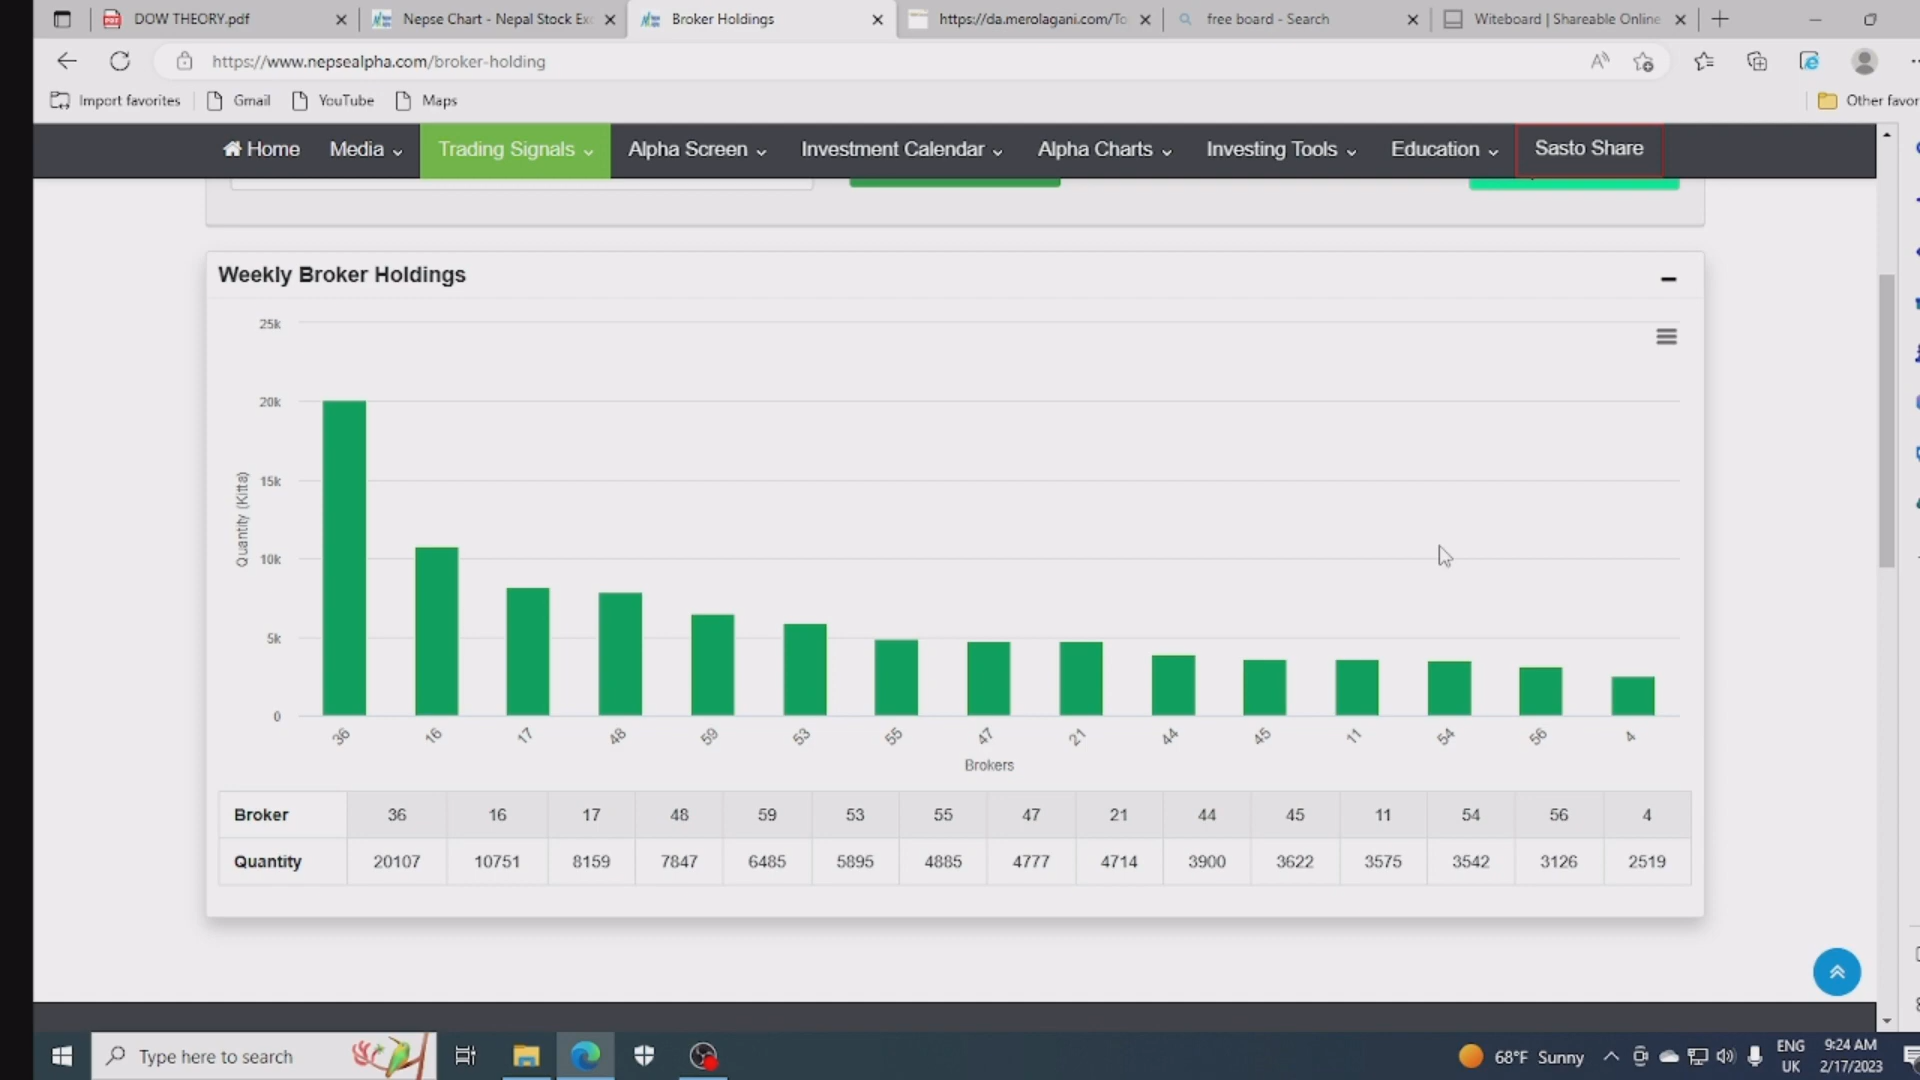 DOW THEORY.pdf
Nepse Chart - Nepal Stock Ex
Broker Holdings
https://da.merolagani.com/To
free board - Search
Witeboard | Shareable Online
https://www.nepsealpha.com/broker-holding
Import favorites
Gmail
YouTube
Maps
Other favor
Home
Media
Trading Signals
Alpha Screen
Investment Calendar
Alpha Charts
Investing Tools
Education
Sasto Share
Weekly Broker Holdings
25k
20k
15k
10k
5k
0
Quantity (Kitta)
36 16 17 48 59 53 55 47 21 44 45 11 54 56 4
Brokers
Broker 36 16 17 48 59 53 55 47 21 44 45 11 54 56 4
Quantity 20107 10751 8159 7847 6485 5895 4885 4777 4714 3900 3622 3575 3542 3126 2519
Type here to search
68°F Sunny
ENG
UK
9:24 AM
2/17/2023